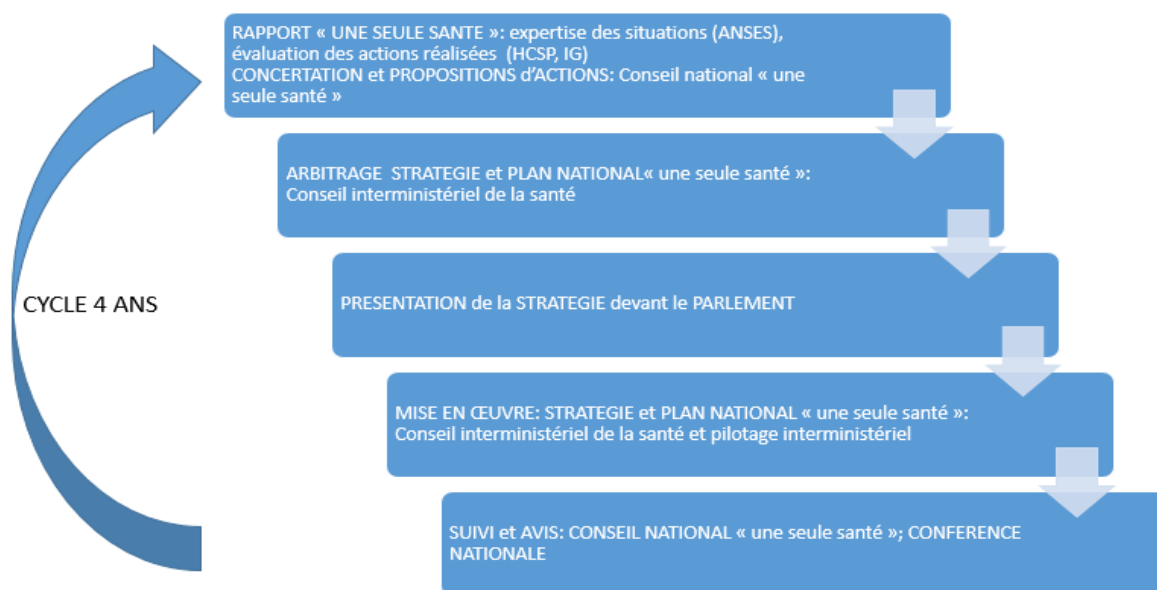 RAPPORT « UNE SEULE SANTE »: expertise des situations (ANSES),
évaluation des actions réalisées (HCSP, IG)
CONCERTATION et PROPOSITIONS d’ACTIONS: Conseil national « une
seule santé »
ARBITRAGE STRATEGIE et PLAN NATIONAL« une seule santé »:
Conseil interministériel de la santé
CYCLE 4 ANS
PRESENTATION de la STRATEGIE devant le PARLEMENT
MISE EN ŒUVRE: STRATEGIE et PLAN NATIONAL « une seule santé »:
Conseil interministériel de la santé et pilotage interministériel
SUIVI et AVIS: CONSEIL NATIONAL « une seule santé »; CONFERENCE
NATIONALE